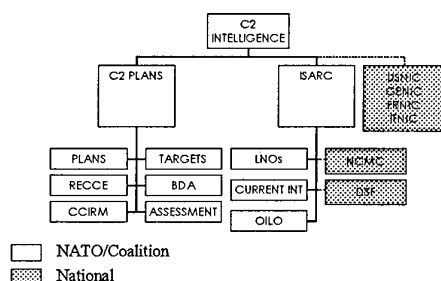 C2
INTELLIGENCE
C2 PLANS
ISARC
USNIC
GENIC
FRNIC
ITNIC
PLANS
TARGETS
LNOs
NCMC
RECCE
BDA
CURRENT INT
DSF
CCIRM
ASSESSMENT
OILO
NATO/Coalition
National